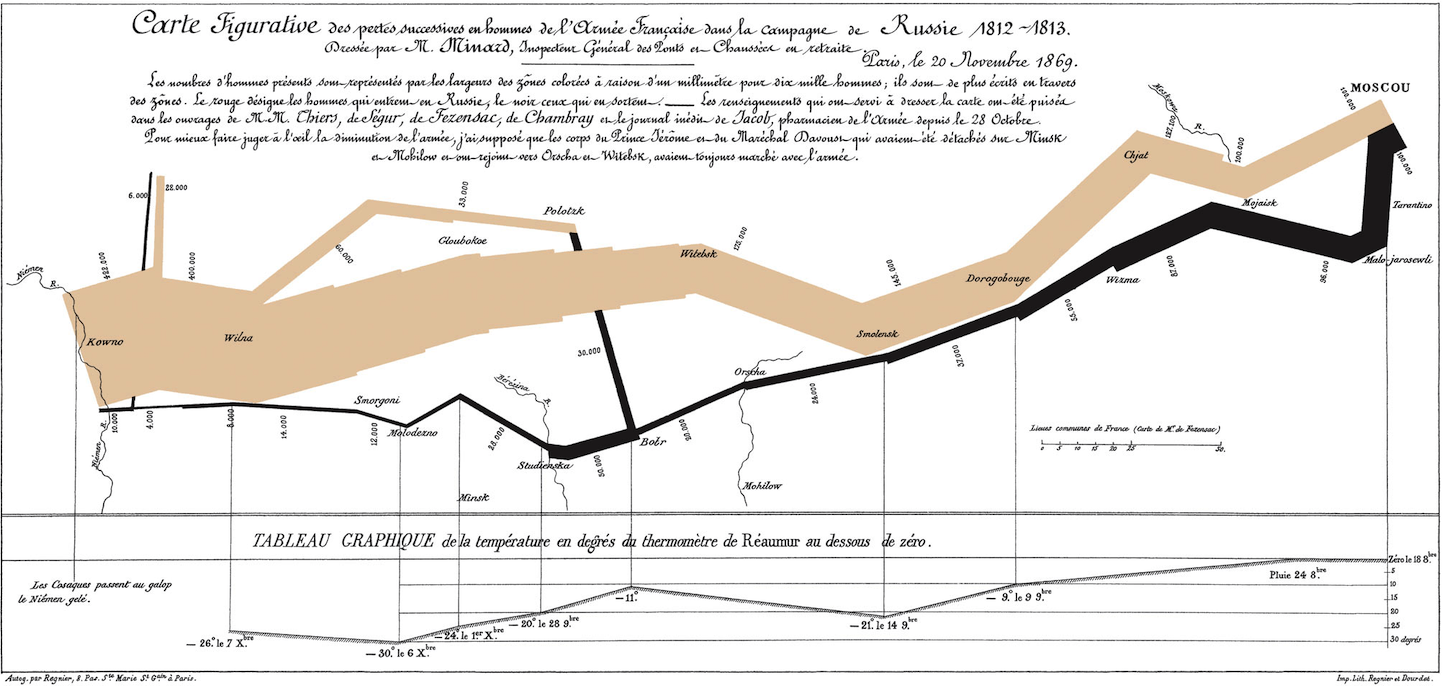 Carte Figurative des pertes successives en hommes de l'Armée Française dans la campagne de Russie 1812–1813.
Dressée par M. Minard, Inspecteur Général des Ponts et Chaussées en retraite.
Paris, le 20 Novembre 1869.
Les nombres d'hommes présents sont représentés par les largeurs des zônes colorées à raison d'un millimètre pour dix mille hommes; ils sont de plus écrits en travers
des zônes. Le rouge désigne les hommes qui entrent en Russie, le noir ceux qui en sortent. — Les renseignements qui ont servi à dresser la carte ont été puisés
dans les ouvrages de M. M. Thiers, de Ségur, de Fezensac, de Chambray et le journal inédit de Jacob, pharmacien de l'Armée depuis le 28 Octobre.
Pour mieux faire juger à l'œil la diminution de l'armée, j'ai supposé que les corps du Prince Jérôme et du Maréchal Davoust qui avaient été détachés sur Minsk
et Mohilow et ont rejoint vers Orscha et Witebsk, avaient toujours marché avec l'armée.
MOSCOU
100.000
Moskowa R.
127.100
100.000
Chjat
Mojaisk
100.000
Tarantino
Malo-jarosewli
96.000
87.000
Wizma
55.000
Dorogobouge
145.000
Smolensk
37.000
24.000
Orscha
175.000
Witebsk
Polotzk
33.000
Gloubokoe
60.000
6.000
28.000
Niémen R.
422.000
400.000
Kowno
Wilna
30.000
Bérésina R.
Smorgoni
Molodezno
Studienska
Bobr
20.000
50.000
28.000
12.000
14.000
8.000
4.000
10.000
Niémen R.
Minsk
Mohilow
Lieues communes de France (Carte de M. de Fezensac)
0 5 10 15 20 25 50.
TABLEAU GRAPHIQUE de la température en degrés du thermomètre de Réaumur au dessous de zéro.
Les Cosaques passent au galop
le Niémen gelé.
Zéro le 18 8.bre
5
Pluie 24 8.bre
10
15
20
25
30 degrés
— 9.° le 9 9.bre
— 21.° le 14 9.bre
— 11.°
— 20.° le 28 9.bre
— 24.° le 1er X.bre
— 30.° le 6 X.bre
— 26.° le 7 X.bre
Autog. par Regnier, 8. Pas. Ste Marie St Gain à Paris.
Imp. Lith. Regnier et Dourdet.